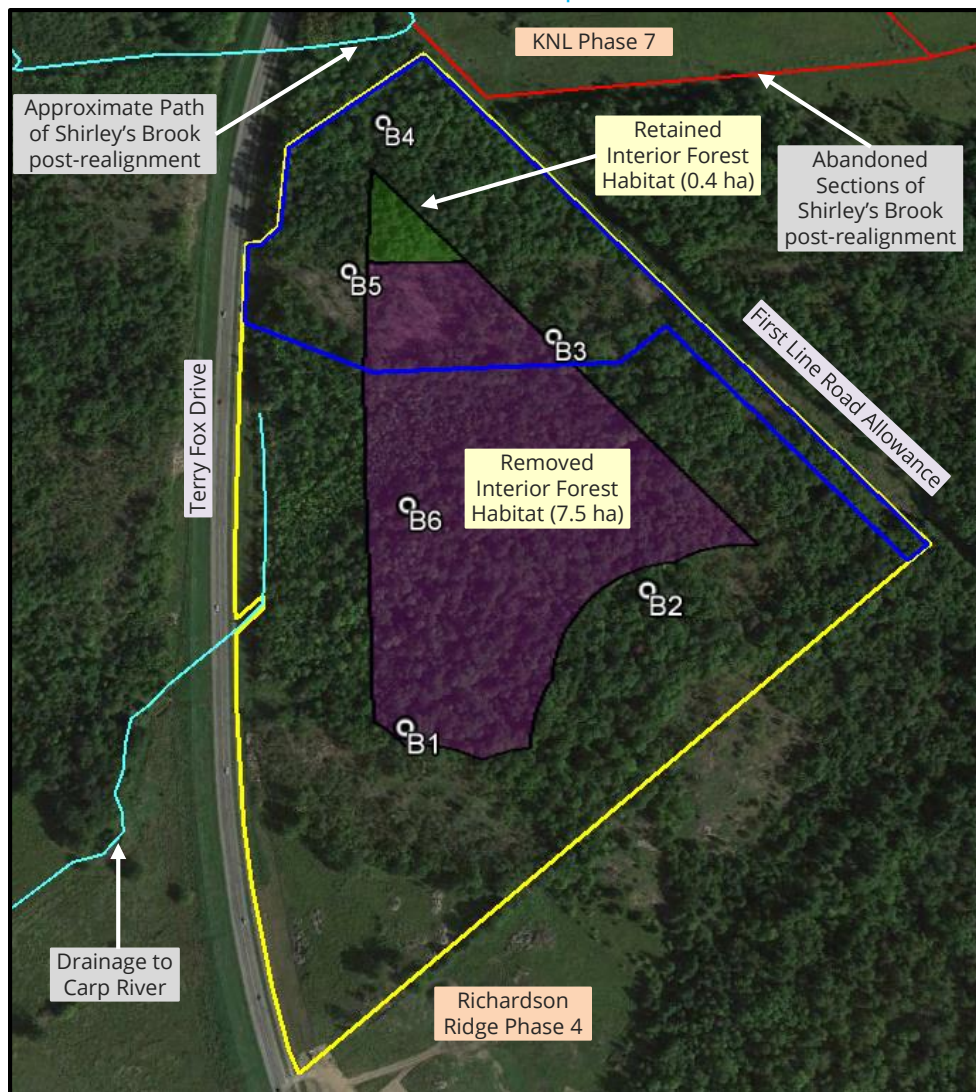 KNL Phase 7
Approximate Path
of Shirley's Brook
post-realignment
B4
Retained
Interior Forest
Habitat (0.4 ha)
Abandoned
Sections of
Shirley's Brook
post-realignment
B5
B3
First Line Road Allowance
Terry Fox Drive
Removed
Interior Forest
Habitat (7.5 ha)
B6
B2
B1
Drainage to
Carp River
Richardson
Ridge Phase 4